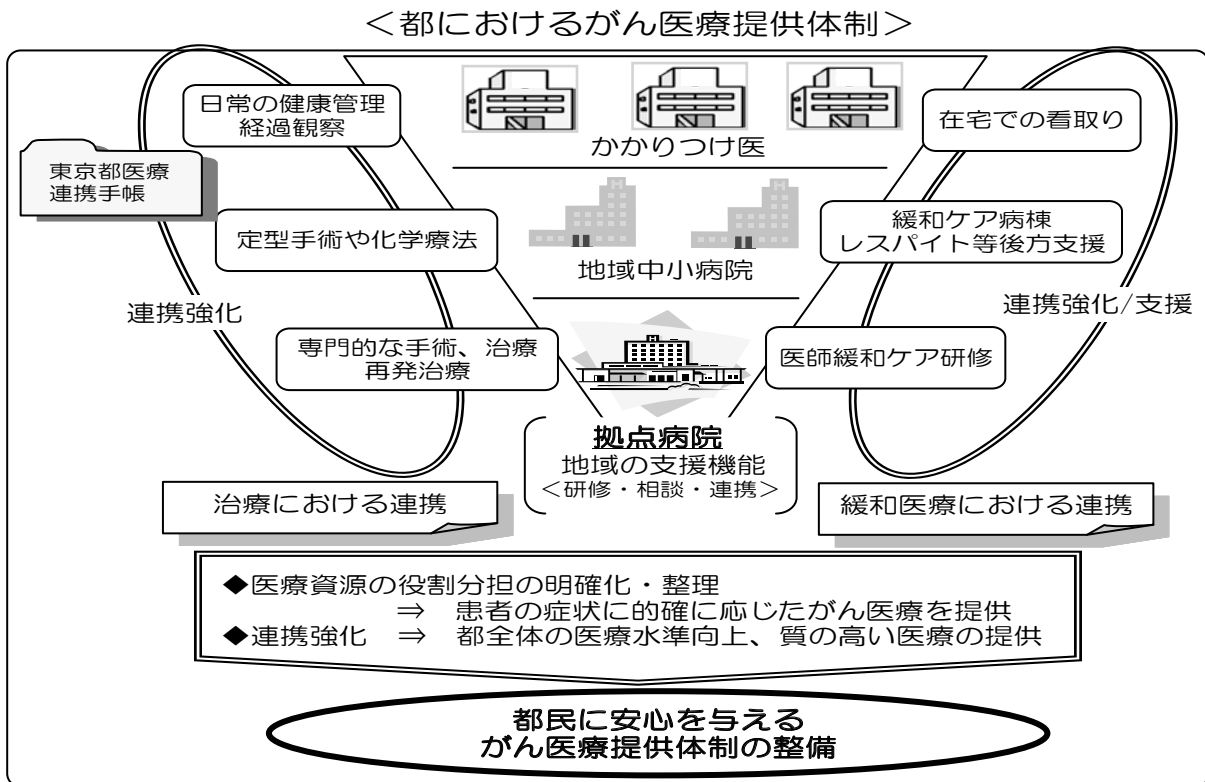 ＜都におけるがん医療提供体制＞
日常の健康管理
経過観察
かかりつけ医
在宅での看取り
東京都医療
連携手帳
定型手術や化学療法
地域中小病院
緩和ケア病棟
レスパイト等後方支援
連携強化
連携強化/支援
専門的な手術、治療
再発治療
医師緩和ケア研修
拠点病院
地域の支援機能
＜研修・相談・連携＞
治療における連携
緩和医療における連携
◆医療資源の役割分担の明確化・整理
⇒ 患者の症状に的確に応じたがん医療を提供
◆連携強化 ⇒ 都全体の医療水準向上、質の高い医療の提供
都民に安心を与える
がん医療提供体制の整備